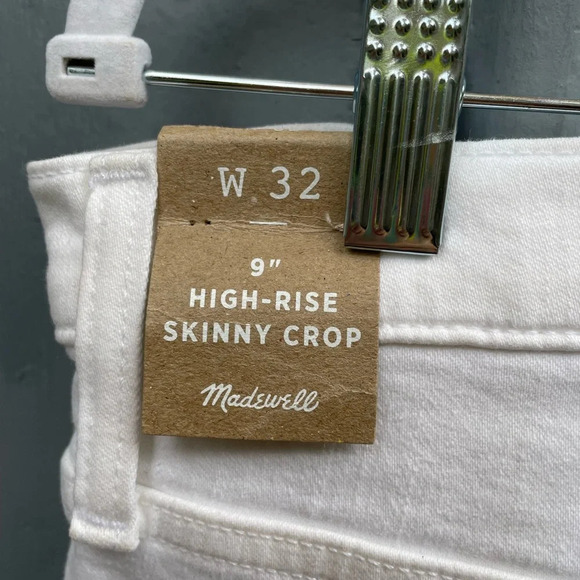 W 32
9"
HIGH-RISE
SKINNY CROP
Madewell